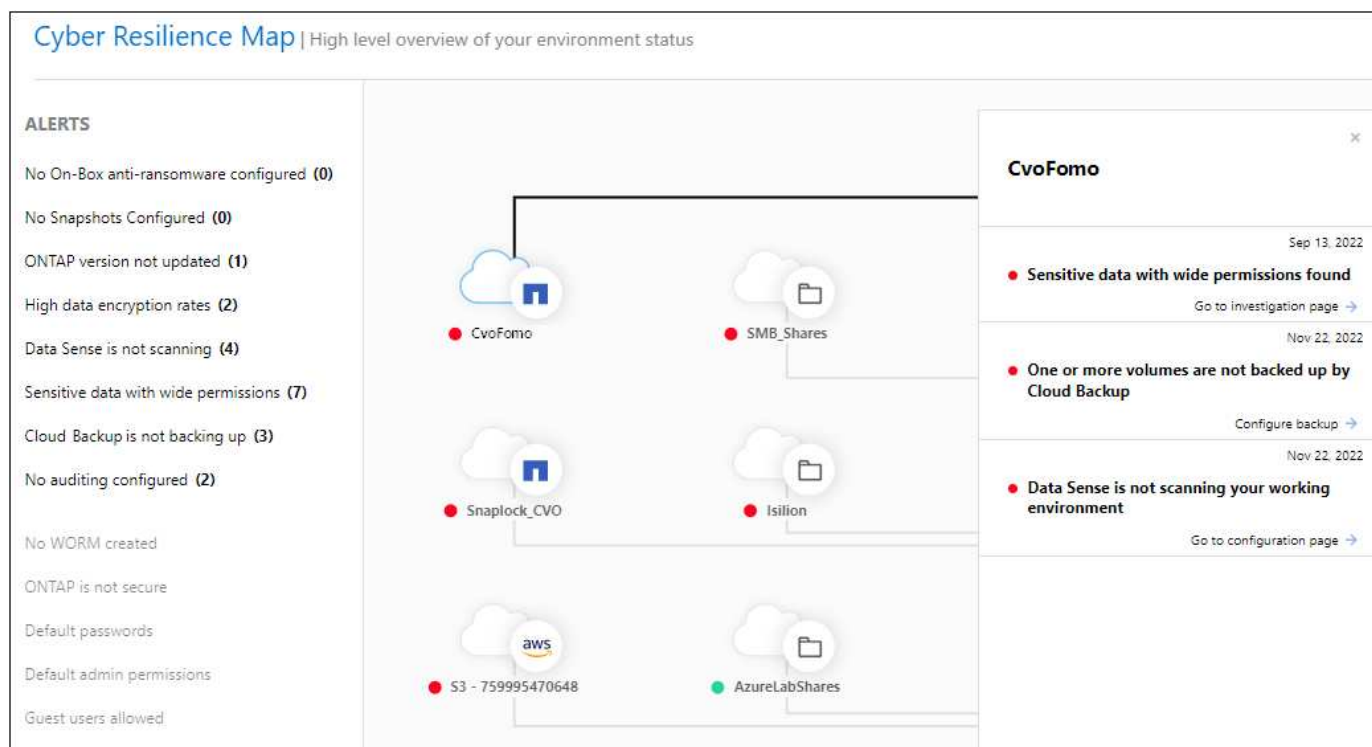 Cyber Resilience Map | High level overview of your environment status
ALERTS
No On-Box anti-ransomware configured (0)
No Snapshots Configured (0)
ONTAP version not updated (1)
High data encryption rates (2)
Data Sense is not scanning (4)
Sensitive data with wide permissions (7)
Cloud Backup is not backing up (3)
No auditing configured (2)
No WORM created
ONTAP is not secure
Default passwords
Default admin permissions
Guest users allowed
CvoFomo
SMB_Shares
Snaplock_CVO
Isilion
aws
S3 - 759995470648
AzureLabShares
×
CvoFomo
Sep 13, 2022
Sensitive data with wide permissions found
Go to investigation page →
Nov 22, 2022
One or more volumes are not backed up by
Cloud Backup
Configure backup →
Nov 22, 2022
Data Sense is not scanning your working
environment
Go to configuration page →